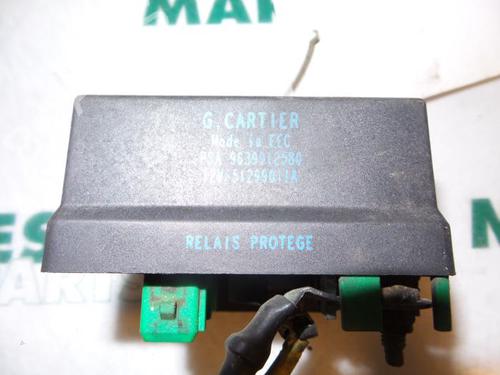 G.CARTIER
Made in EEC
PSA 9639912580
12V 51299011A
RELAIS PROTEGE